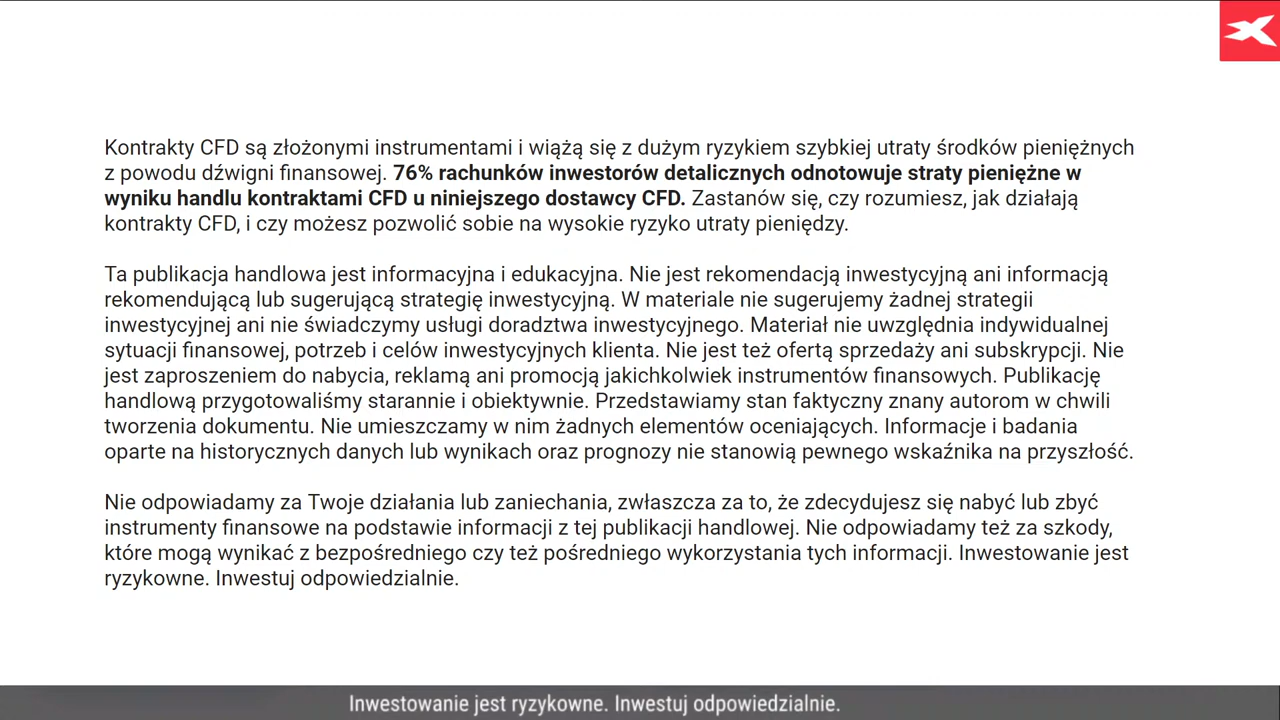 Kontrakty CFD są złożonymi instrumentami i wiążą się z dużym ryzykiem szybkiej utraty środków pieniężnych
z powodu dźwigni finansowej. 76% rachunków inwestorów detalicznych odnotowuje straty pieniężne w
wyniku handlu kontraktami CFD u niniejszego dostawcy CFD. Zastanów się, czy rozumiesz, jak działają
kontrakty CFD, i czy możesz pozwolić sobie na wysokie ryzyko utraty pieniędzy.
Ta publikacja handlowa jest informacyjna i edukacyjna. Nie jest rekomendacją inwestycyjną ani informacją
rekomendującą lub sugerującą strategię inwestycyjną. W materiale nie sugerujemy żadnej strategii
inwestycyjnej ani nie świadczymy usługi doradztwa inwestycyjnego. Materiał nie uwzględnia indywidualnej
sytuacji finansowej, potrzeb i celów inwestycyjnych klienta. Nie jest też ofertą sprzedaży ani subskrypcji. Nie
jest zaproszeniem do nabycia, reklamą ani promocją jakichkolwiek instrumentów finansowych. Publikację
handlową przygotowaliśmy starannie i obiektywnie. Przedstawiamy stan faktyczny znany autorom w chwili
tworzenia dokumentu. Nie umieszczamy w nim żadnych elementów oceniających. Informacje i badania
oparte na historycznych danych lub wynikach oraz prognozy nie stanowią pewnego wskaźnika na przyszłość.
Nie odpowiadamy za Twoje działania lub zaniechania, zwłaszcza za to, że zdecydujesz się nabyć lub zbyć
instrumenty finansowe na podstawie informacji z tej publikacji handlowej. Nie odpowiadamy też za szkody,
które mogą wynikać z bezpośredniego czy też pośredniego wykorzystania tych informacji. Inwestowanie jest
ryzykowne. Inwestuj odpowiedzialnie.
Inwestowanie jest ryzykowne. Inwestuj odpowiedzialnie.